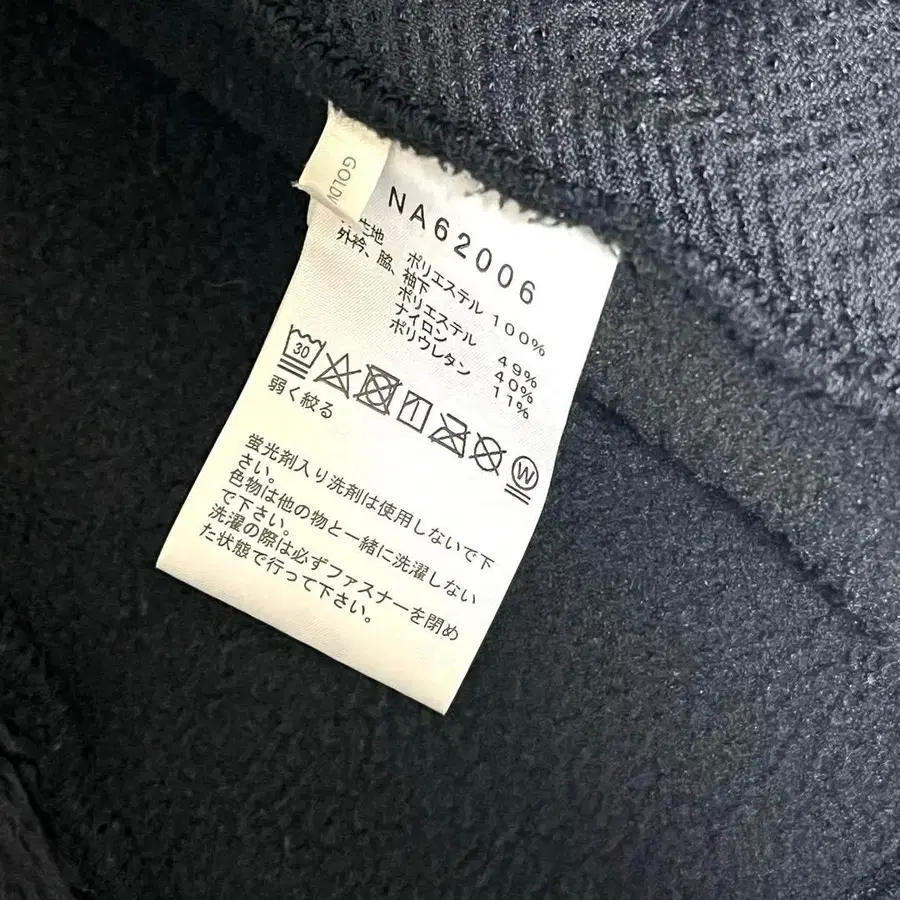 GOLDW
NA62006
生地 ポリエステル 100%
外衿、脇、袖下
ポリエステル 49%
ナイロン 40%
ポリウレタン 11%
30
W
弱く絞る
蛍光剤入り洗剤は使用しないで下
さい。
色物は他の物と一緒に洗濯しない
で下さい。
洗濯の際は必ずファスナーを閉め
た状態で行って下さい。